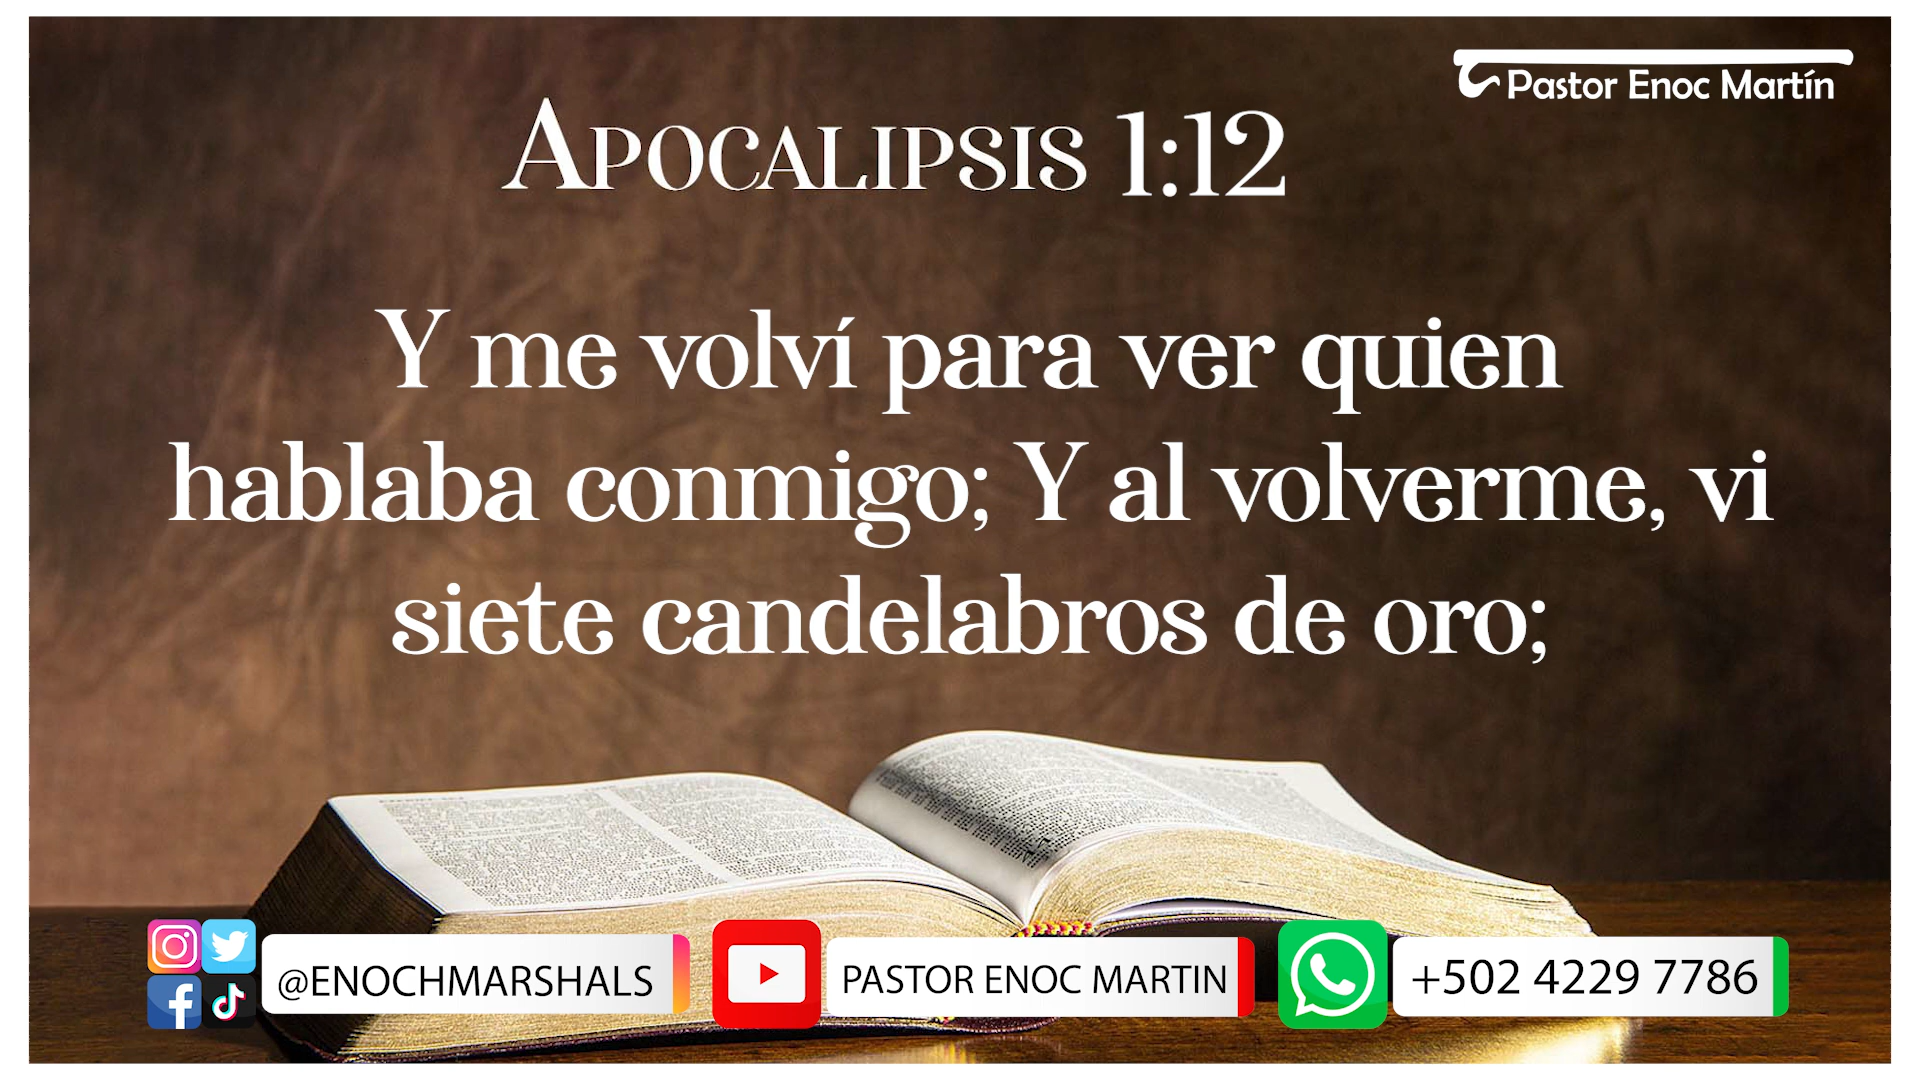 Pastor Enoc Martín
APOCALIPSIS 1:12
Y me volví para ver quien
hablaba conmigo; Y al volverme, vi
siete candelabros de oro;
@ENOCHMARSHALS
PASTOR ENOC MARTIN
+502 4229 7786